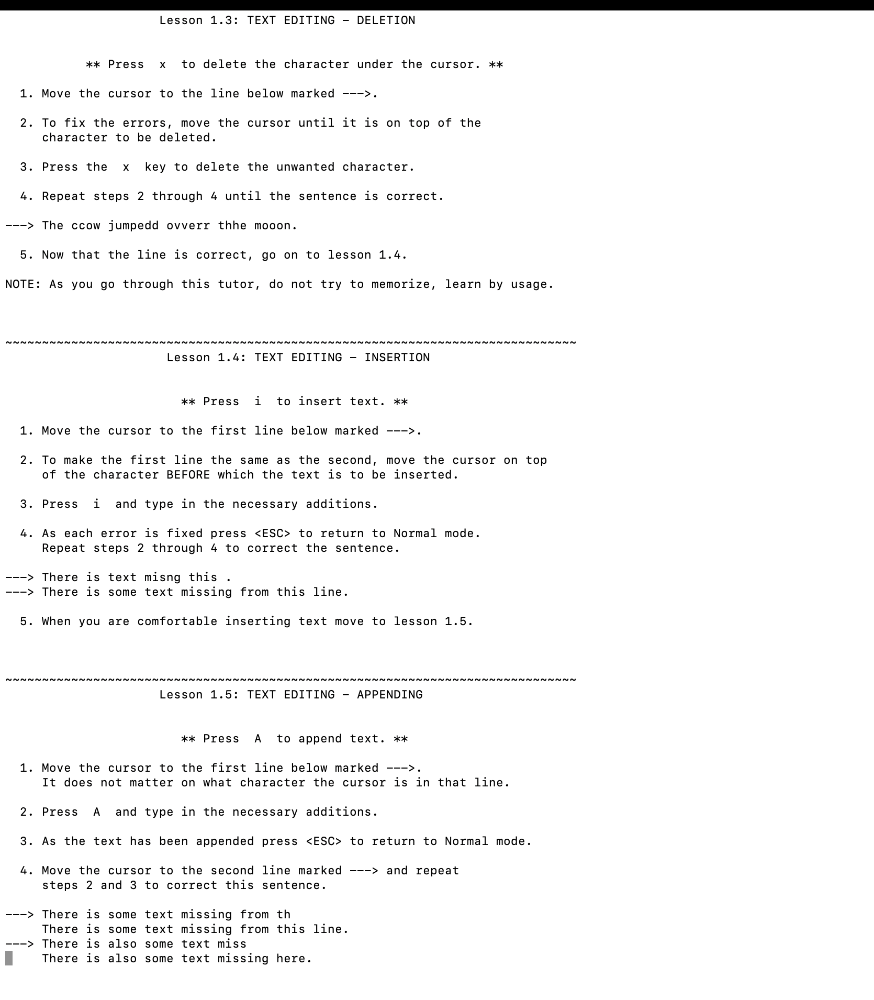 Lesson 1.3: TEXT EDITING - DELETION
** Press  x  to delete the character under the cursor. **
1. Move the cursor to the line below marked --->.
2. To fix the errors, move the cursor until it is on top of the
character to be deleted.
3. Press the  x  key to delete the unwanted character.
4. Repeat steps 2 through 4 until the sentence is correct.
---> The ccow jumpedd ovverr thhe mooon.
5. Now that the line is correct, go on to lesson 1.4.
NOTE: As you go through this tutor, do not try to memorize, learn by usage.
~~~~~~~~~~~~~~~~~~~~~~~~~~~~~~~~~~~~~~~~~~~~~~~~~~~~~~~~~~~~~~~~~~~~~~~~~~~~~~
Lesson 1.4: TEXT EDITING - INSERTION
** Press  i  to insert text. **
1. Move the cursor to the first line below marked --->.
2. To make the first line the same as the second, move the cursor on top
of the character BEFORE which the text is to be inserted.
3. Press  i  and type in the necessary additions.
4. As each error is fixed press <ESC> to return to Normal mode.
Repeat steps 2 through 4 to correct the sentence.
---> There is text misng this .
---> There is some text missing from this line.
5. When you are comfortable inserting text move to lesson 1.5.
~~~~~~~~~~~~~~~~~~~~~~~~~~~~~~~~~~~~~~~~~~~~~~~~~~~~~~~~~~~~~~~~~~~~~~~~~~~~~~
Lesson 1.5: TEXT EDITING - APPENDING
** Press  A  to append text. **
1. Move the cursor to the first line below marked --->.
It does not matter on what character the cursor is in that line.
2. Press  A  and type in the necessary additions.
3. As the text has been appended press <ESC> to return to Normal mode.
4. Move the cursor to the second line marked ---> and repeat
steps 2 and 3 to correct this sentence.
---> There is some text missing from th
There is some text missing from this line.
---> There is also some text miss
There is also some text missing here.